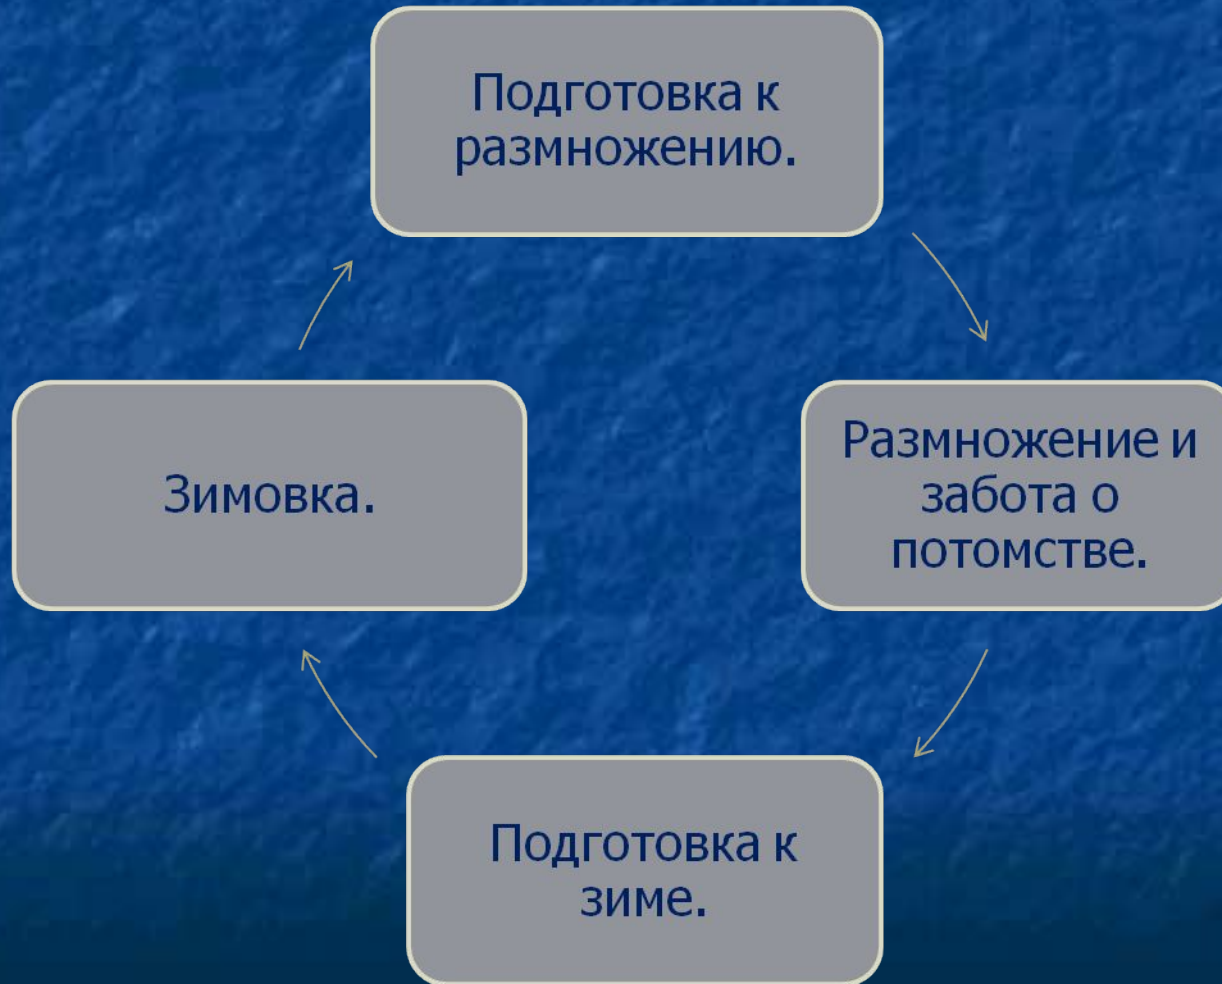 Подготовка к
размножению.
Зимовка.
Размножение и
забота о
потомстве.
Подготовка к
зиме.